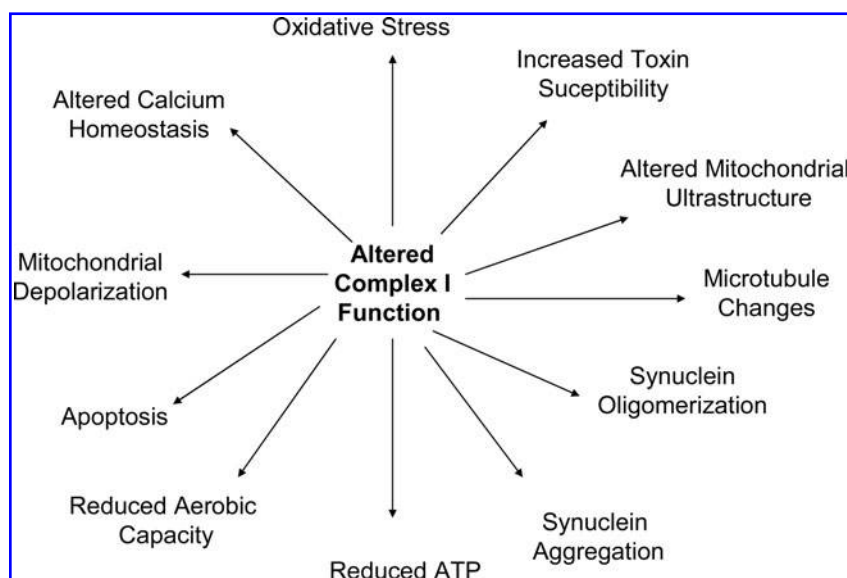 Oxidative Stress
Increased Toxin
Suceptibility
Altered Calcium
Homeostasis
Altered Mitochondrial
Ultrastructure
Altered
Complex I
Function
Mitochondrial
Depolarization
Microtubule
Changes
Synuclein
Oligomerization
Apoptosis
Reduced Aerobic
Capacity
Synuclein
Aggregation
Reduced ATP